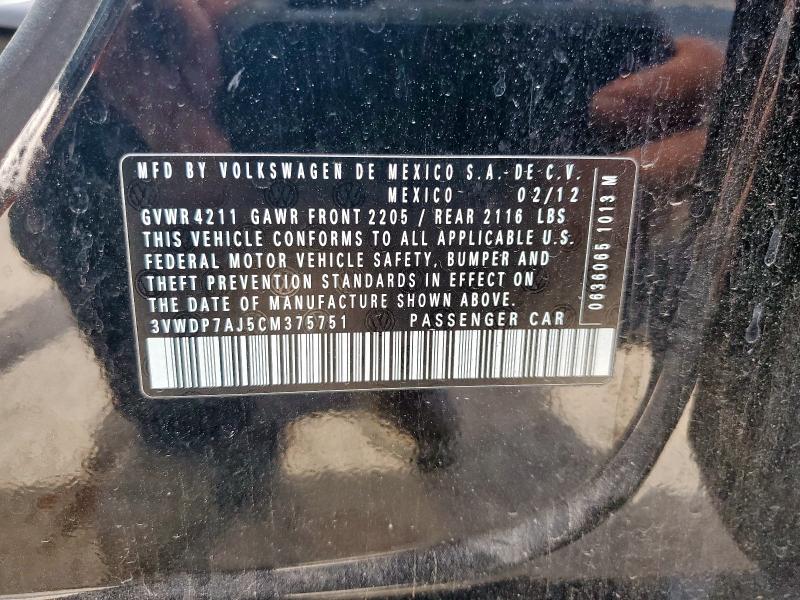 MFD BY VOLKSWAGEN DE MEXICO S.A. DE C.V.
MEXICO 02/12
GVWR 4211 GAWR FRONT 2205 / REAR 2116 LBS
THIS VEHICLE CONFORMS TO ALL APPLICABLE U.S.
FEDERAL MOTOR VEHICLE SAFETY, BUMPER AND
THEFT PREVENTION STANDARDS IN EFFECT ON
THE DATE OF MANUFACTURE SHOWN ABOVE.
3VWDP7AJ5CM375751 PASSENGER CAR
0636065 1013 M